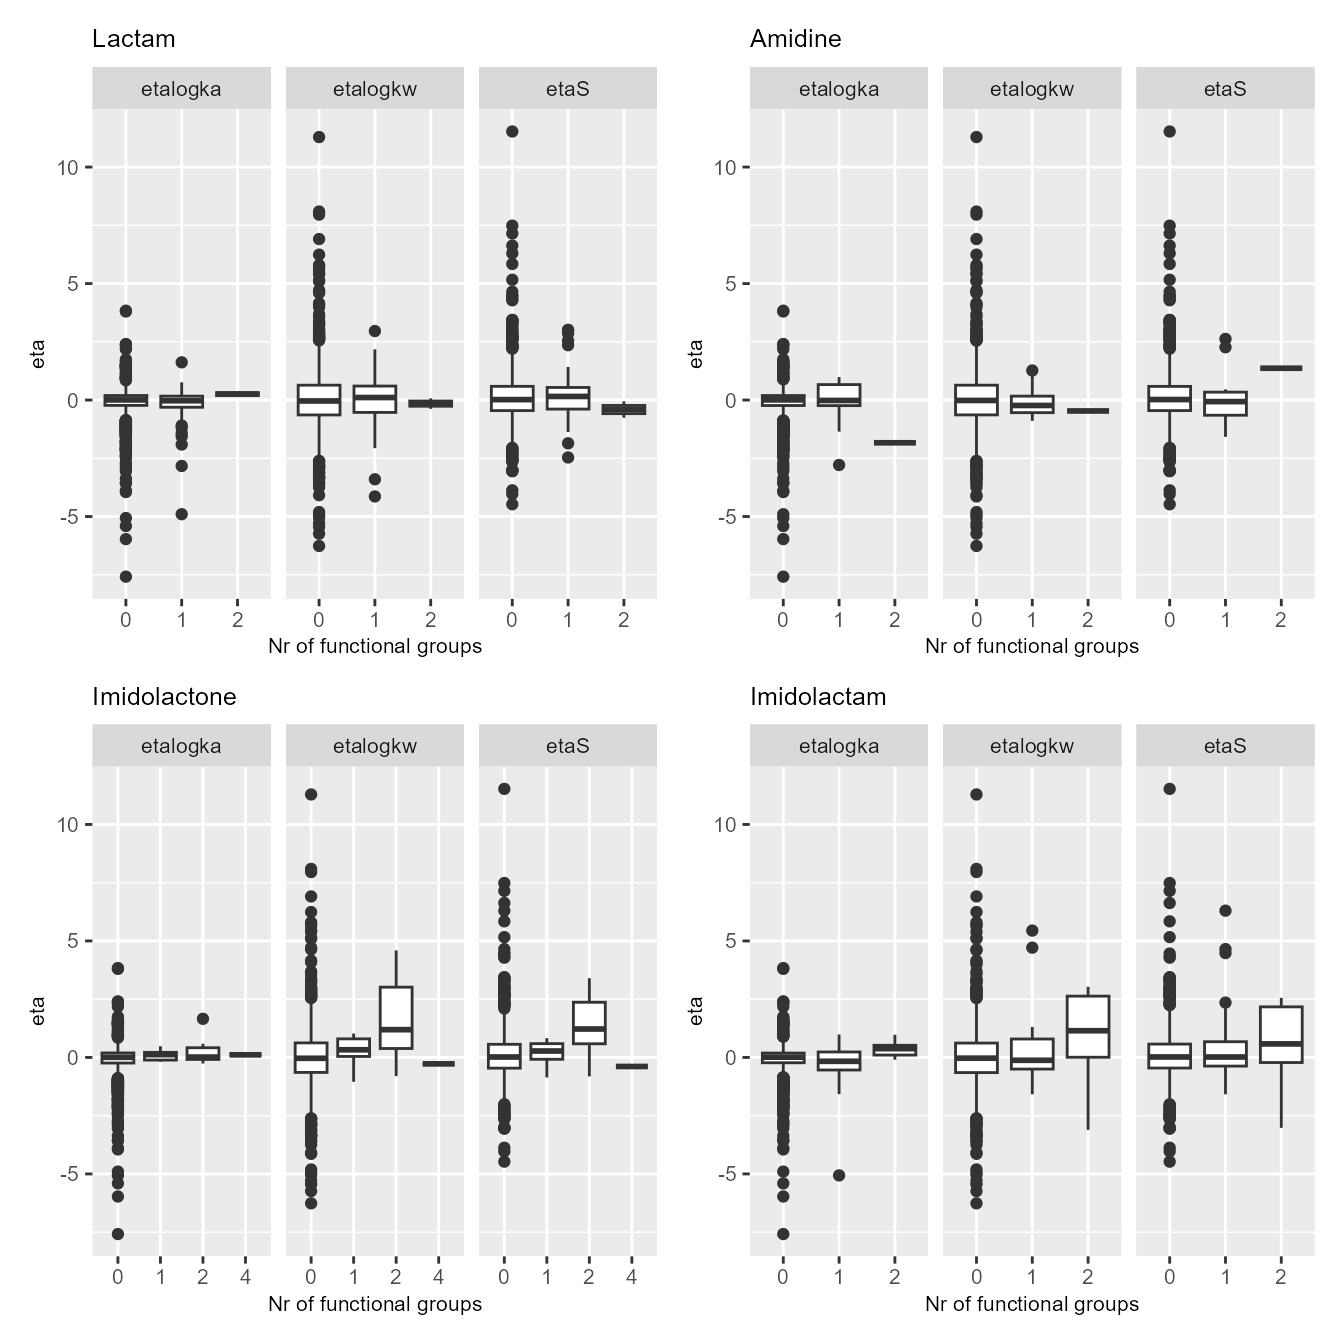 Lactam
etalogka etalogkw etaS
eta
10
5
0
-5
0 1 2 0 1 2 0 1 2
Nr of functional groups
Amidine
etalogka etalogkw etaS
eta
10
5
0
-5
0 1 2 0 1 2 0 1 2
Nr of functional groups
Imidolactone
etalogka etalogkw etaS
eta
10
5
0
-5
0 1 2 4 0 1 2 4 0 1 2 4
Nr of functional groups
Imidolactam
etalogka etalogkw etaS
eta
10
5
0
-5
0 1 2 0 1 2 0 1 2
Nr of functional groups